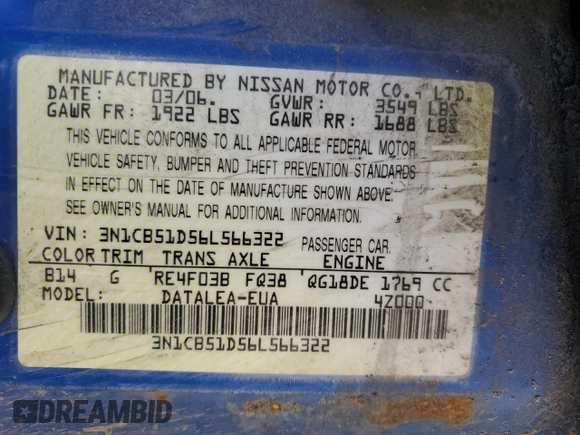 MANUFACTURED BY NISSAN MOTOR CO., LTD.
DATE: 03/06. GVWR: 3549 LBS
GAWR FR: 1922 LBS GAWR RR: 1688 LBS
THIS VEHICLE CONFORMS TO ALL APPLICABLE FEDERAL MOTOR
VEHICLE SAFETY, BUMPER AND THEFT PREVENTION STANDARDS
IN EFFECT ON THE DATE OF MANUFACTURE SHOWN ABOVE.
SEE OWNER'S MANUAL FOR ADDITIONAL INFORMATION.
VIN: 3N1CB51D56L566322 PASSENGER CAR.
COLOR TRIM TRANS AXLE ENGINE
B14 G RE4F03B FQ38 QG18DE 1769 CC
MODEL: DATALEA-EUA 4Z000
3N1CB51D56L566322
DREAMBID